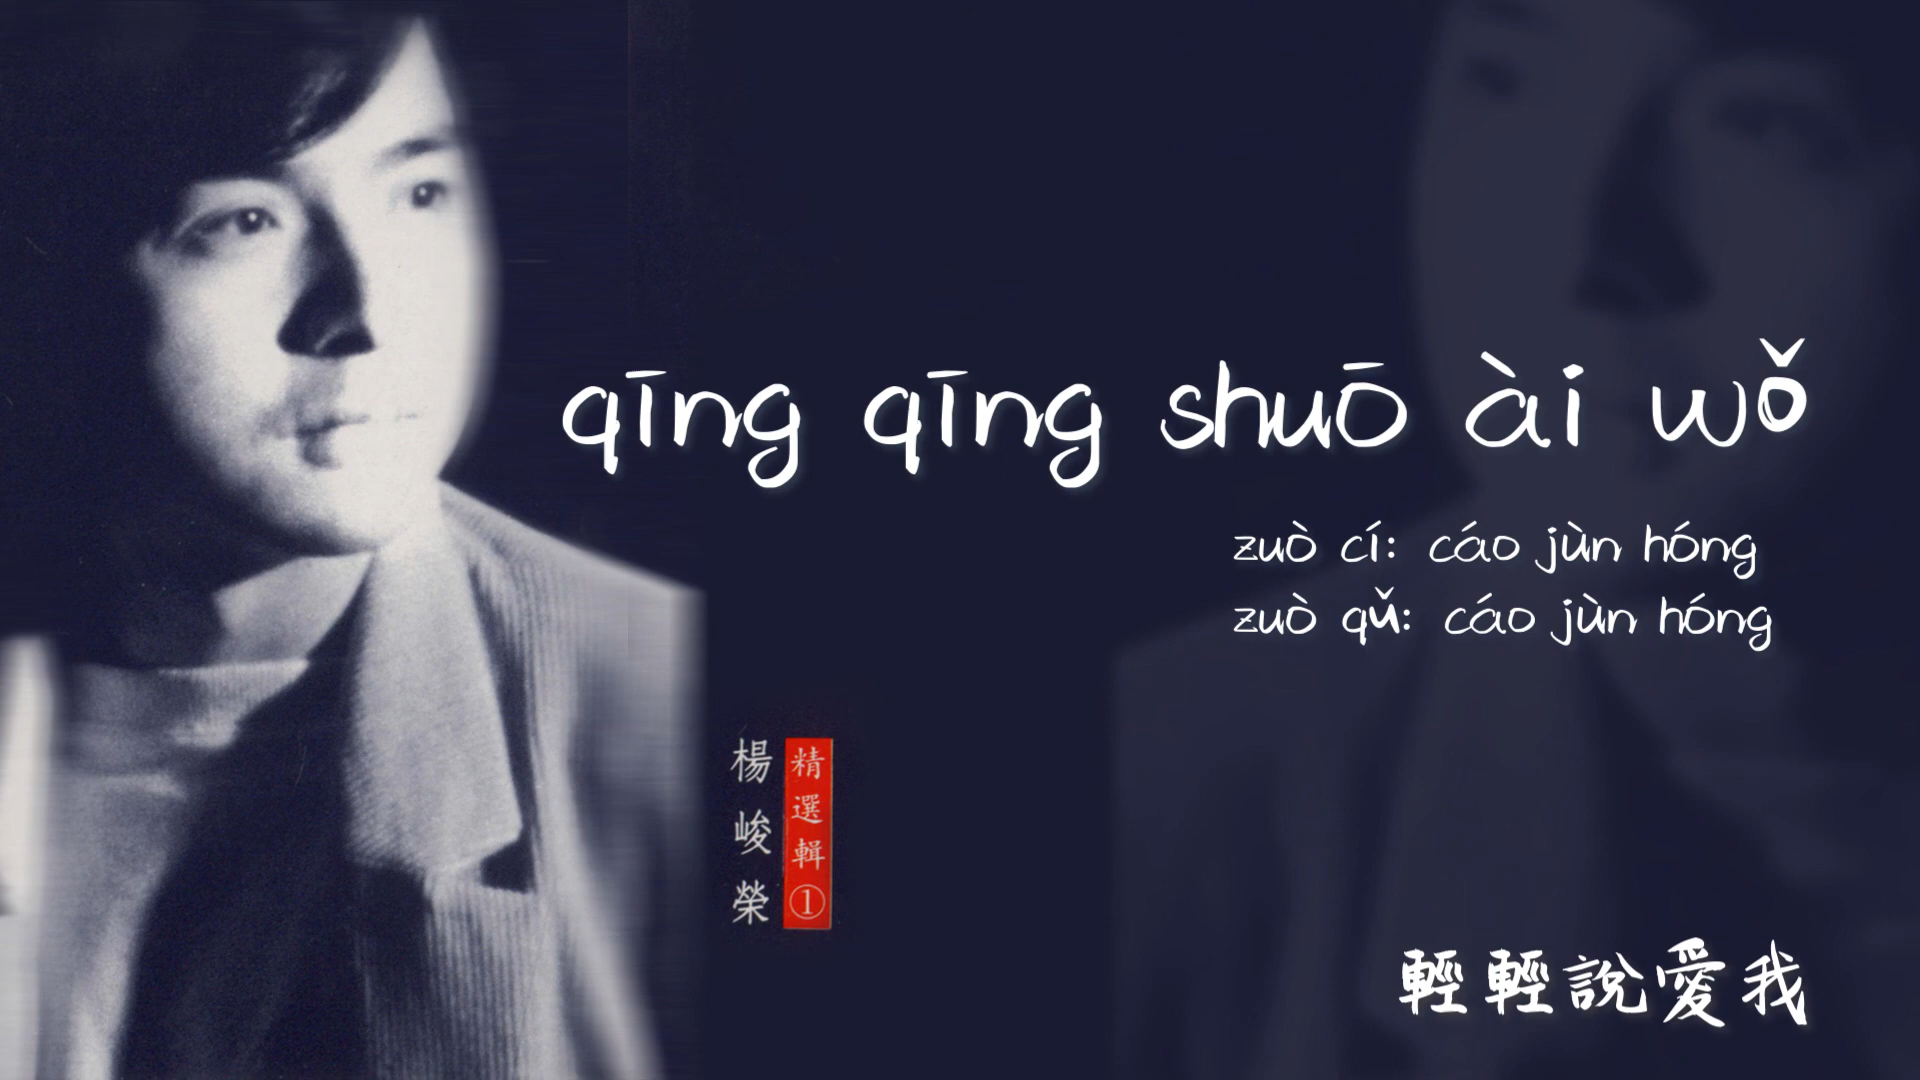 qīng qīng shuō ài wǒ
zuò cí: cáo jùn hóng
zuò qǔ: cáo jùn hóng
楊峻榮
精選輯①
輕輕說愛我